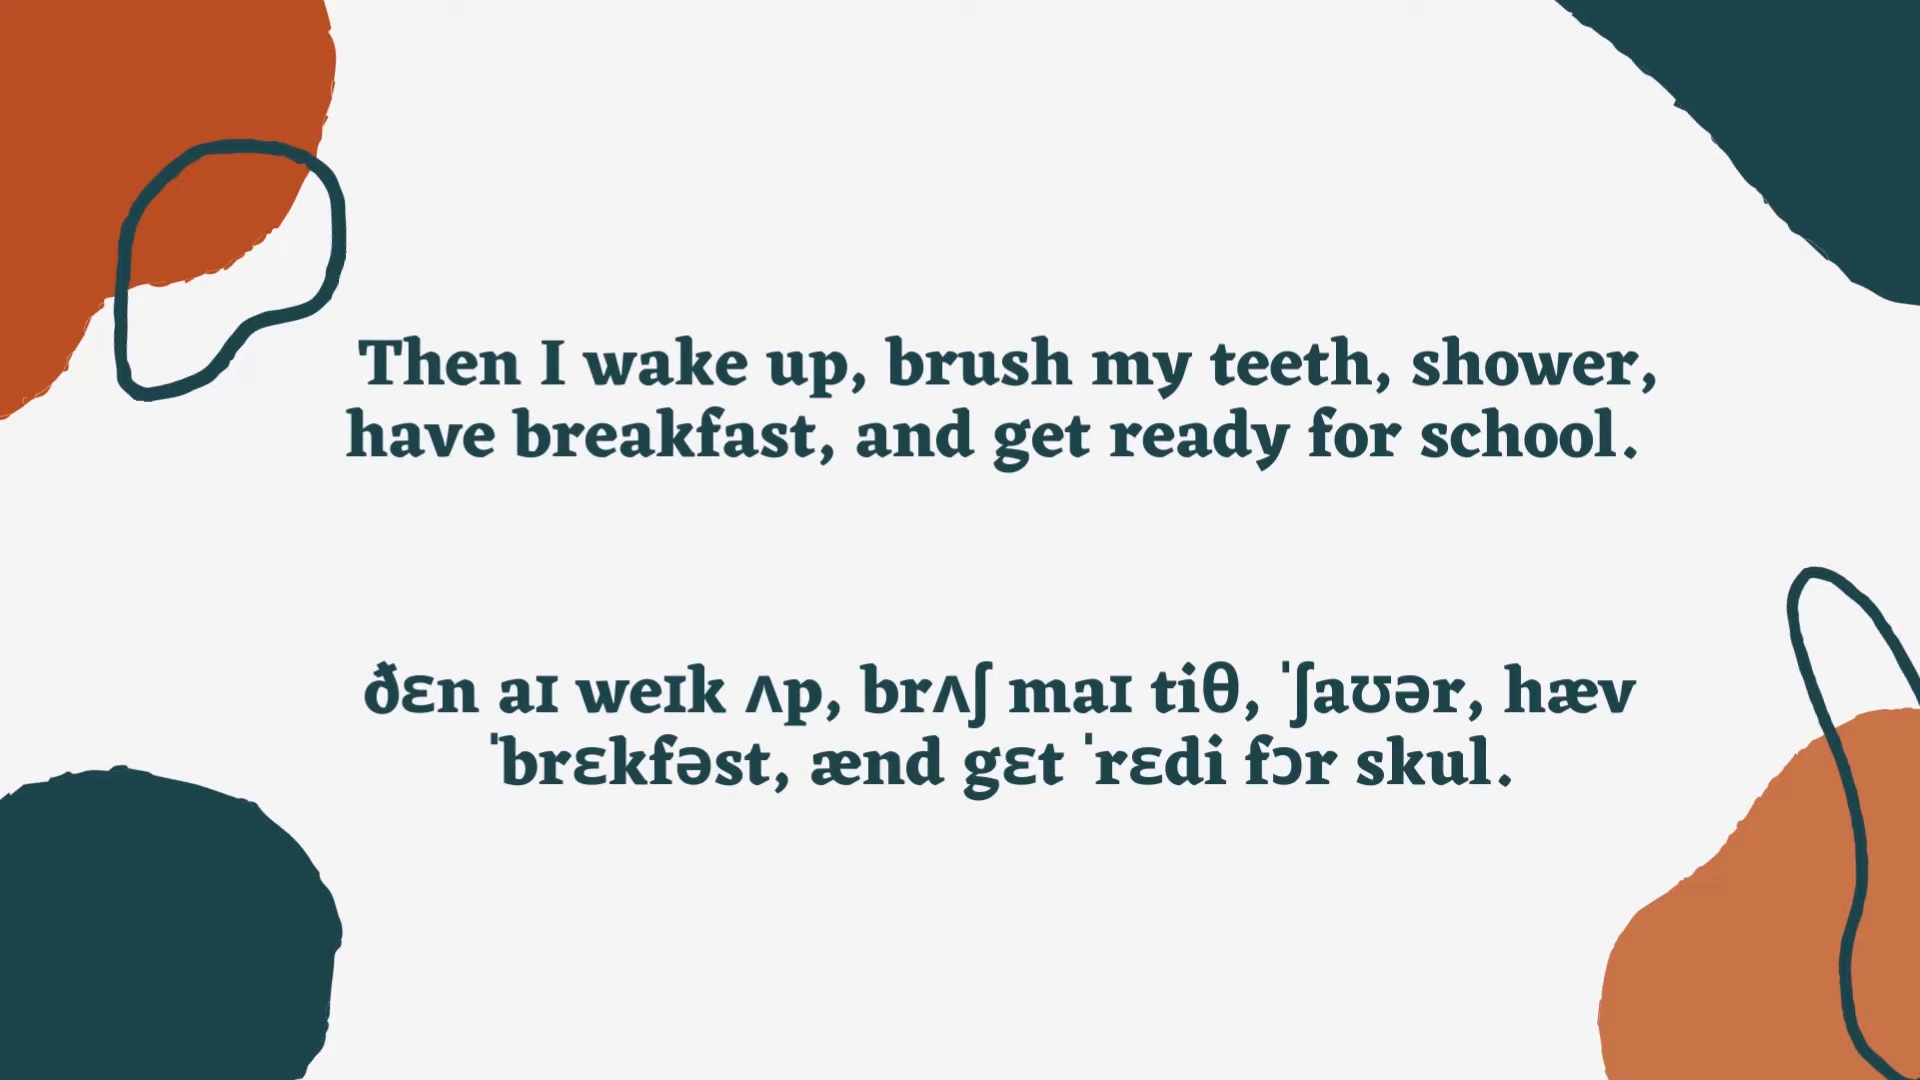 Then I wake up, brush my teeth, shower,
have breakfast, and get ready for school.
ðɛn aɪ weɪk ʌp, brʌʃ maɪ tiθ, ˈʃaʊər, hæv
ˈbrɛkfəst, ænd gɛt ˈrɛdi fɔr skul.